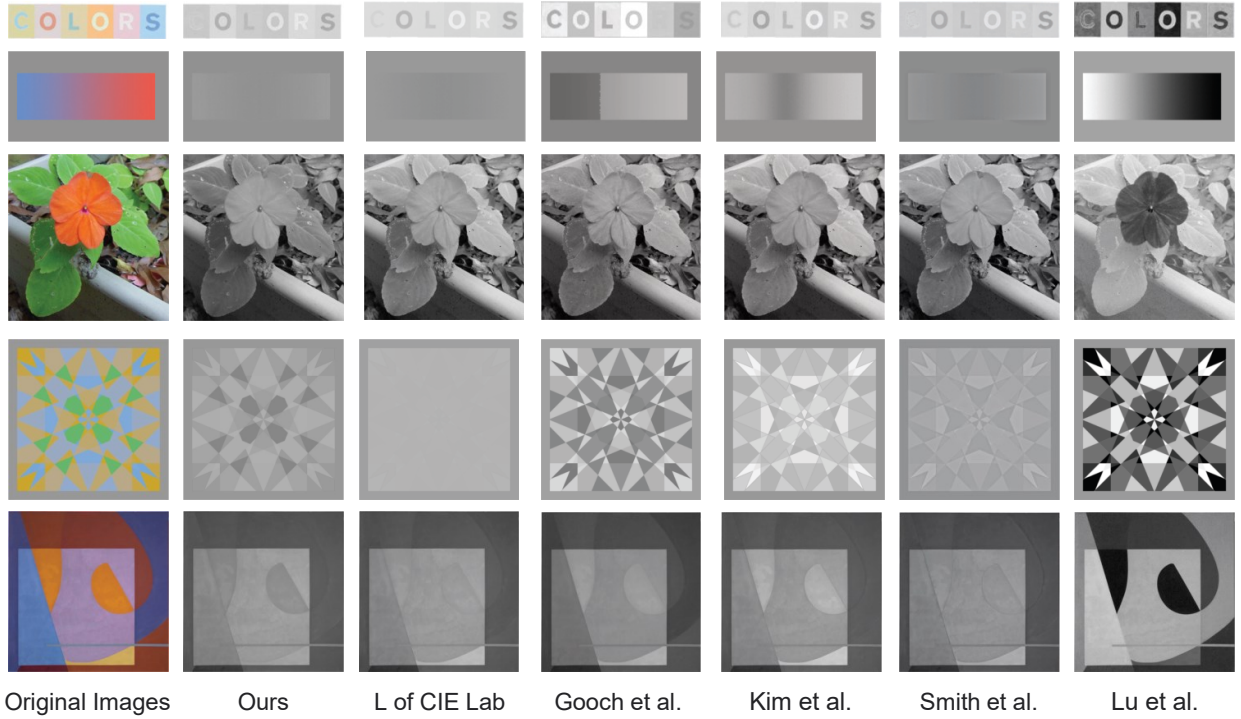 COLORS COLORS COLORS COLORS COLORS COLORS COLORS
Original Images Ours L of CIE Lab Gooch et al. Kim et al. Smith et al. Lu et al.